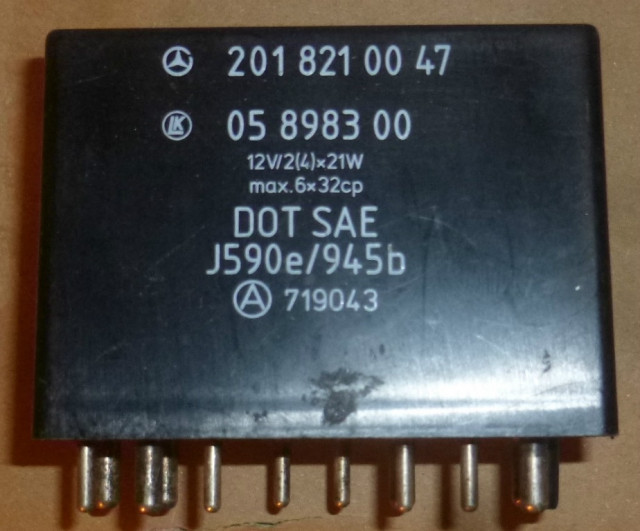 201 821 00 47
LK 05 8983 00
12V/2(4)×21W
max.6×32cp
DOT SAE
J590e/945b
A 719043